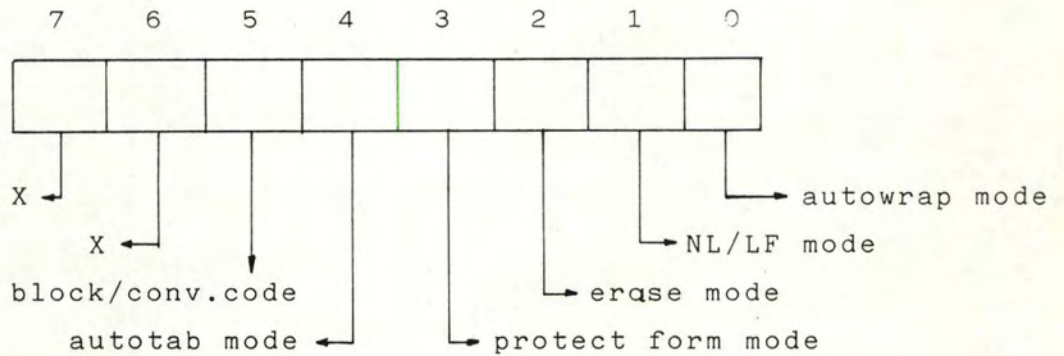 7 6 5 4 3 2 1 0
X autowrap mode
X NL/LF mode
block/conv.code erase mode
autotab mode protect form mode